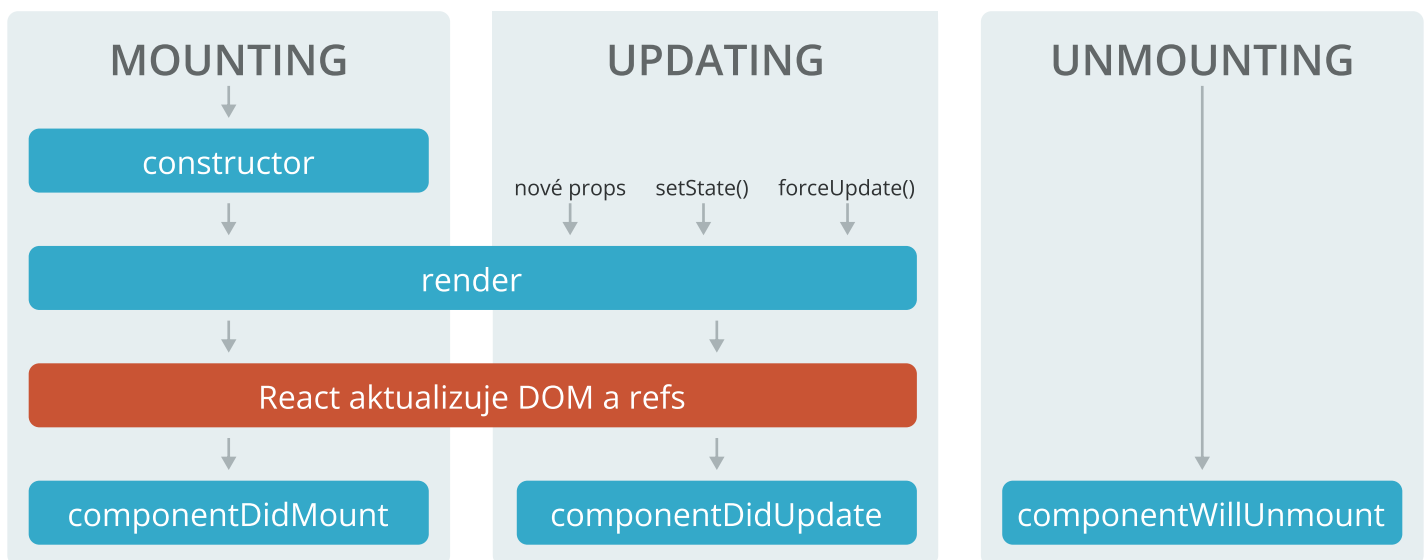 MOUNTING
UPDATING
UNMOUNTING
constructor
nové props
setState()
forceUpdate()
render
React aktualizuje DOM a refs
componentDidMount
componentDidUpdate
componentWillUnmount